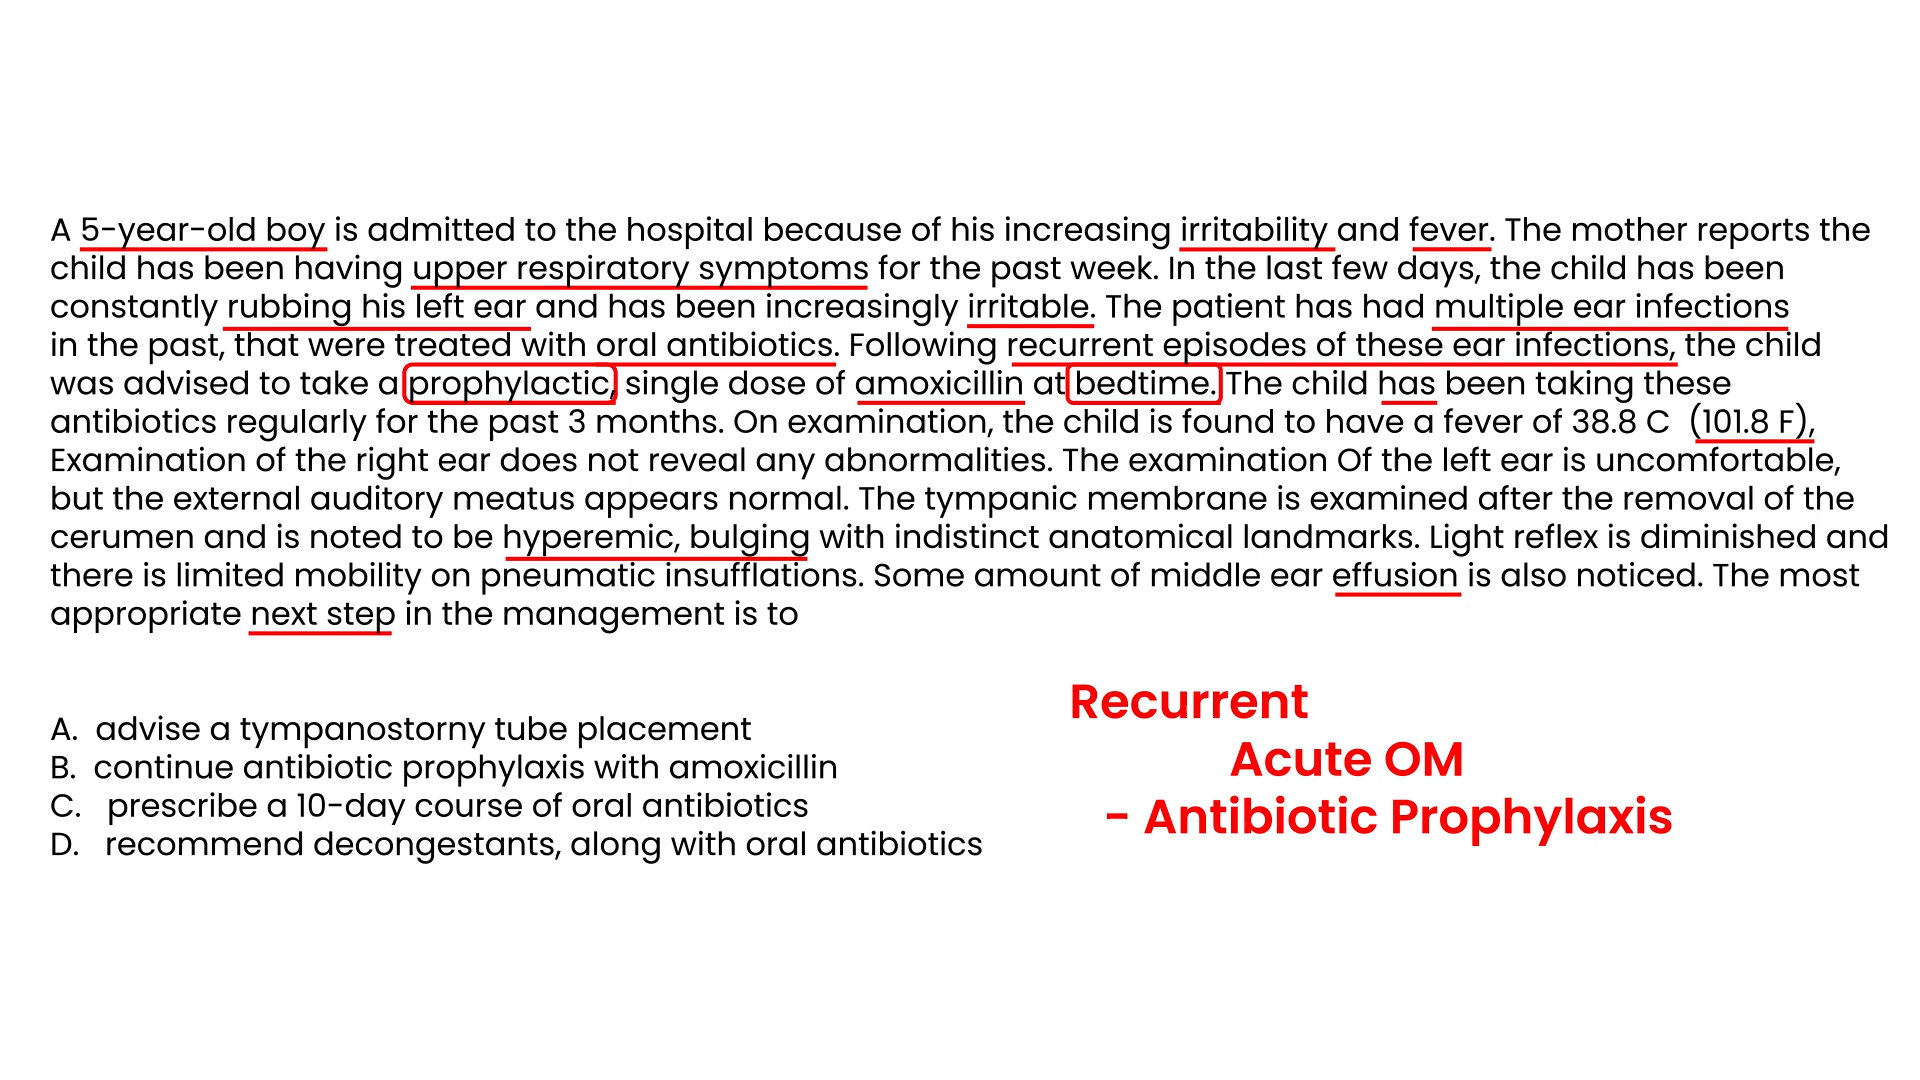 A 5-year-old boy is admitted to the hospital because of his increasing irritability and fever. The mother reports the
child has been having upper respiratory symptoms for the past week. In the last few days, the child has been
constantly rubbing his left ear and has been increasingly irritable. The patient has had multiple ear infections
in the past, that were treated with oral antibiotics. Following recurrent episodes of these ear infections, the child
was advised to take a prophylactic, single dose of amoxicillin at bedtime. The child has been taking these
antibiotics regularly for the past 3 months. On examination, the child is found to have a fever of 38.8 C (101.8 F),
Examination of the right ear does not reveal any abnormalities. The examination Of the left ear is uncomfortable,
but the external auditory meatus appears normal. The tympanic membrane is examined after the removal of the
cerumen and is noted to be hyperemic, bulging with indistinct anatomical landmarks. Light reflex is diminished and
there is limited mobility on pneumatic insufflations. Some amount of middle ear effusion is also noticed. The most
appropriate next step in the management is to
A. advise a tympanostorny tube placement
B. continue antibiotic prophylaxis with amoxicillin
C. prescribe a 10-day course of oral antibiotics
D. recommend decongestants, along with oral antibiotics
Recurrent
Acute OM
- Antibiotic Prophylaxis